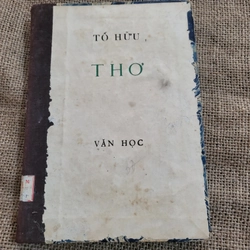 TỐ HỮU
THƠ
VĂN HỌC